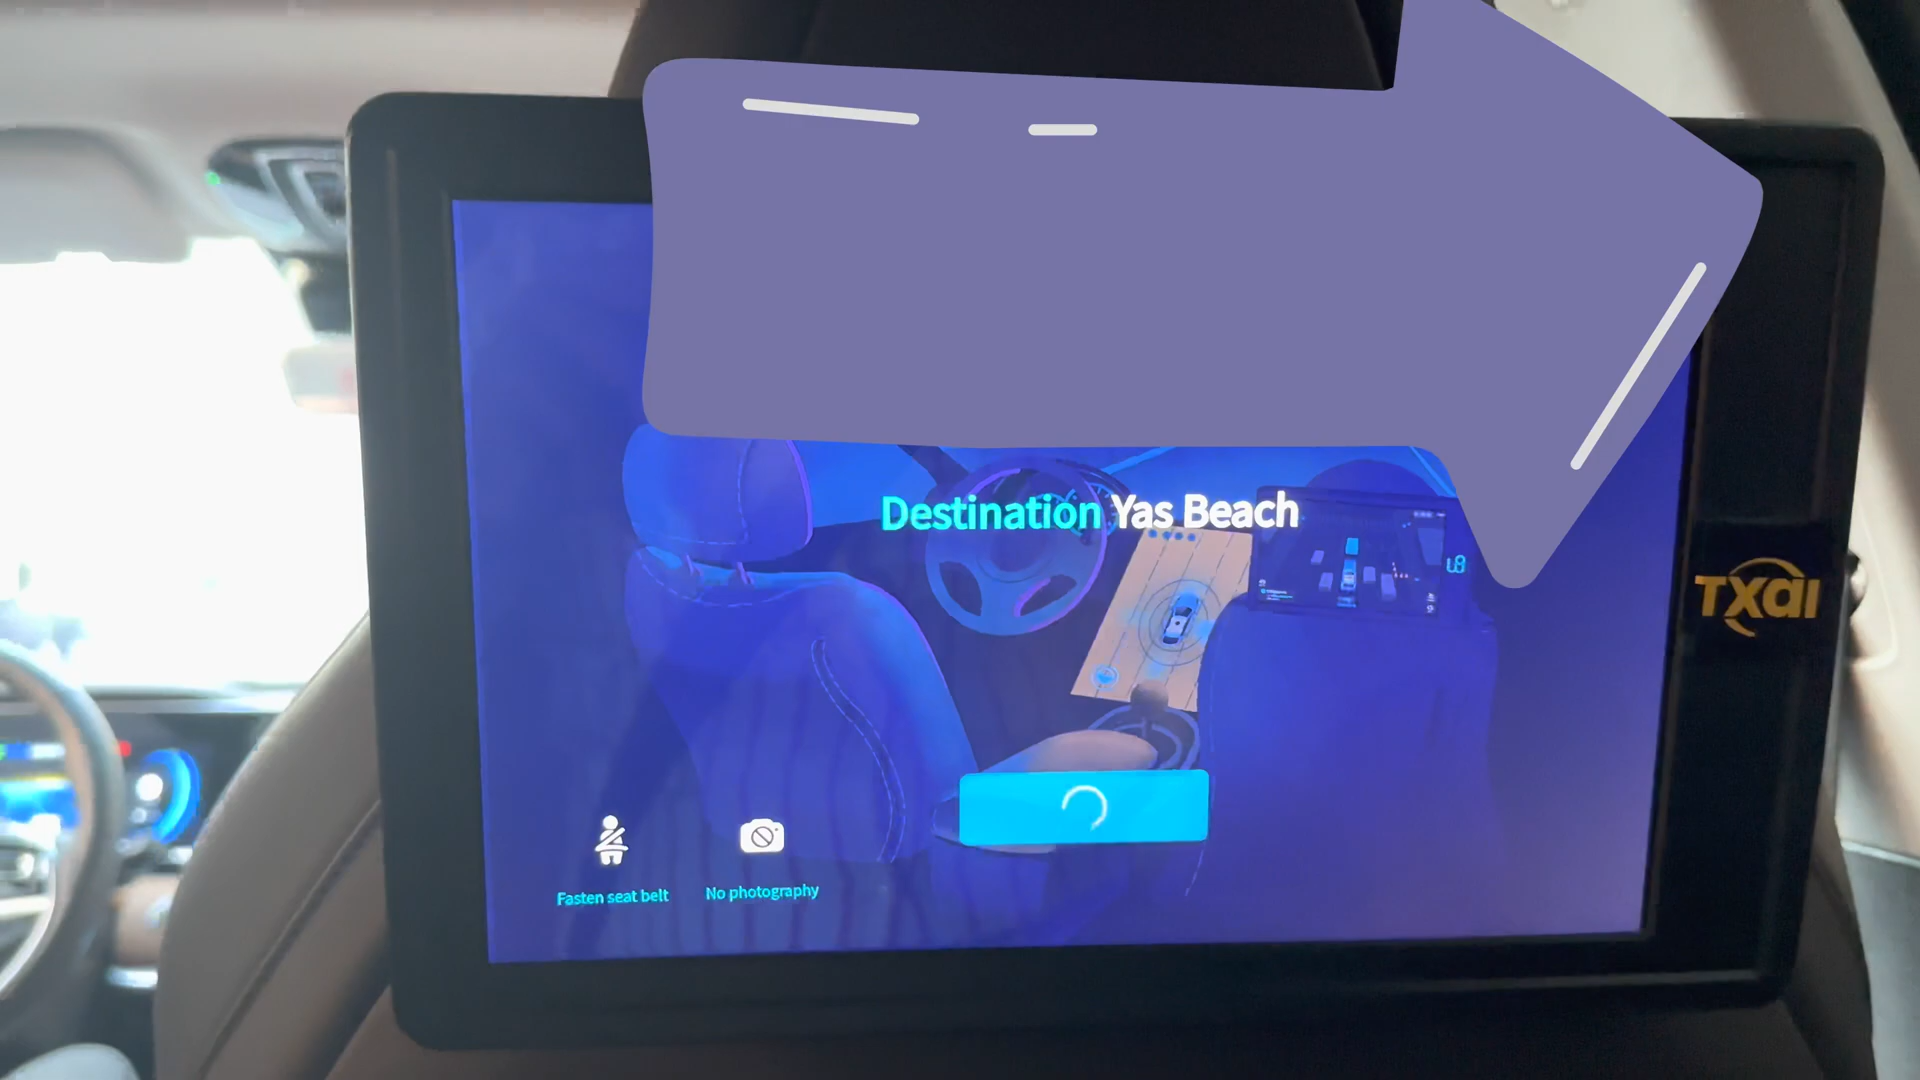 Destination Yas Beach
TXAI
Fasten seat belt
No photography